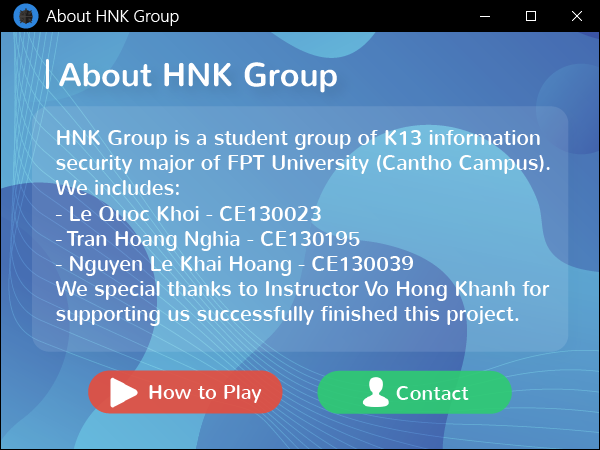 About HNK Group
About HNK Group
HNK Group is a student group of K13 information
security major of FPT University (Cantho Campus).
We includes:
- Le Quoc Khoi - CE130023
- Tran Hoang Nghia - CE130195
- Nguyen Le Khai Hoang - CE130039
We special thanks to Instructor Vo Hong Khanh for
supporting us successfully finished this project.
How to Play
Contact